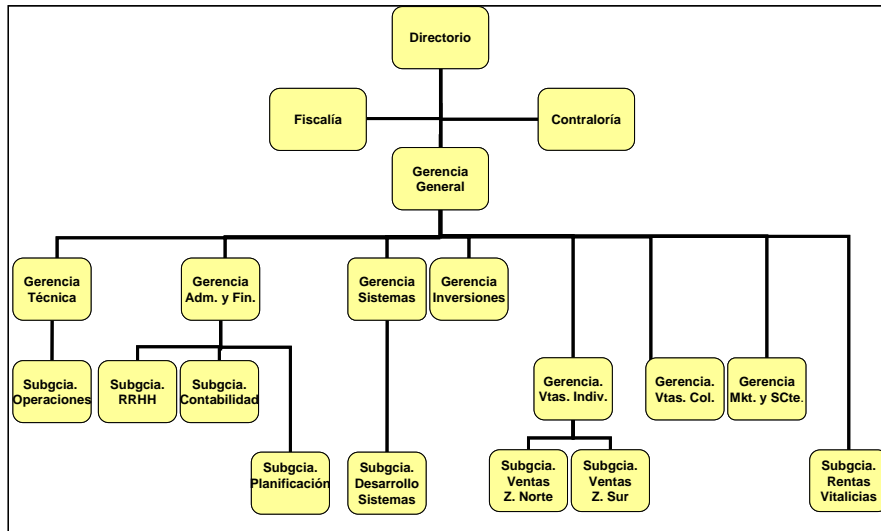 Directorio
Fiscalía
Contraloría
Gerencia
General
Gerencia
Técnica
Gerencia
Adm. y Fin.
Gerencia
Sistemas
Gerencia
Inversiones
Subgcia.
Operaciones
Subgcia.
RRHH
Subgcia.
Contabilidad
Gerencia.
Vtas. Indiv.
Gerencia.
Vtas. Col.
Gerencia.
Mkt. y SCte.
Subgcia.
Planificación
Subgcia.
Desarrollo
Sistemas
Subgcia.
Ventas
Z. Norte
Subgcia.
Ventas
Z. Sur
Subgcia.
Rentas
Vitalicias